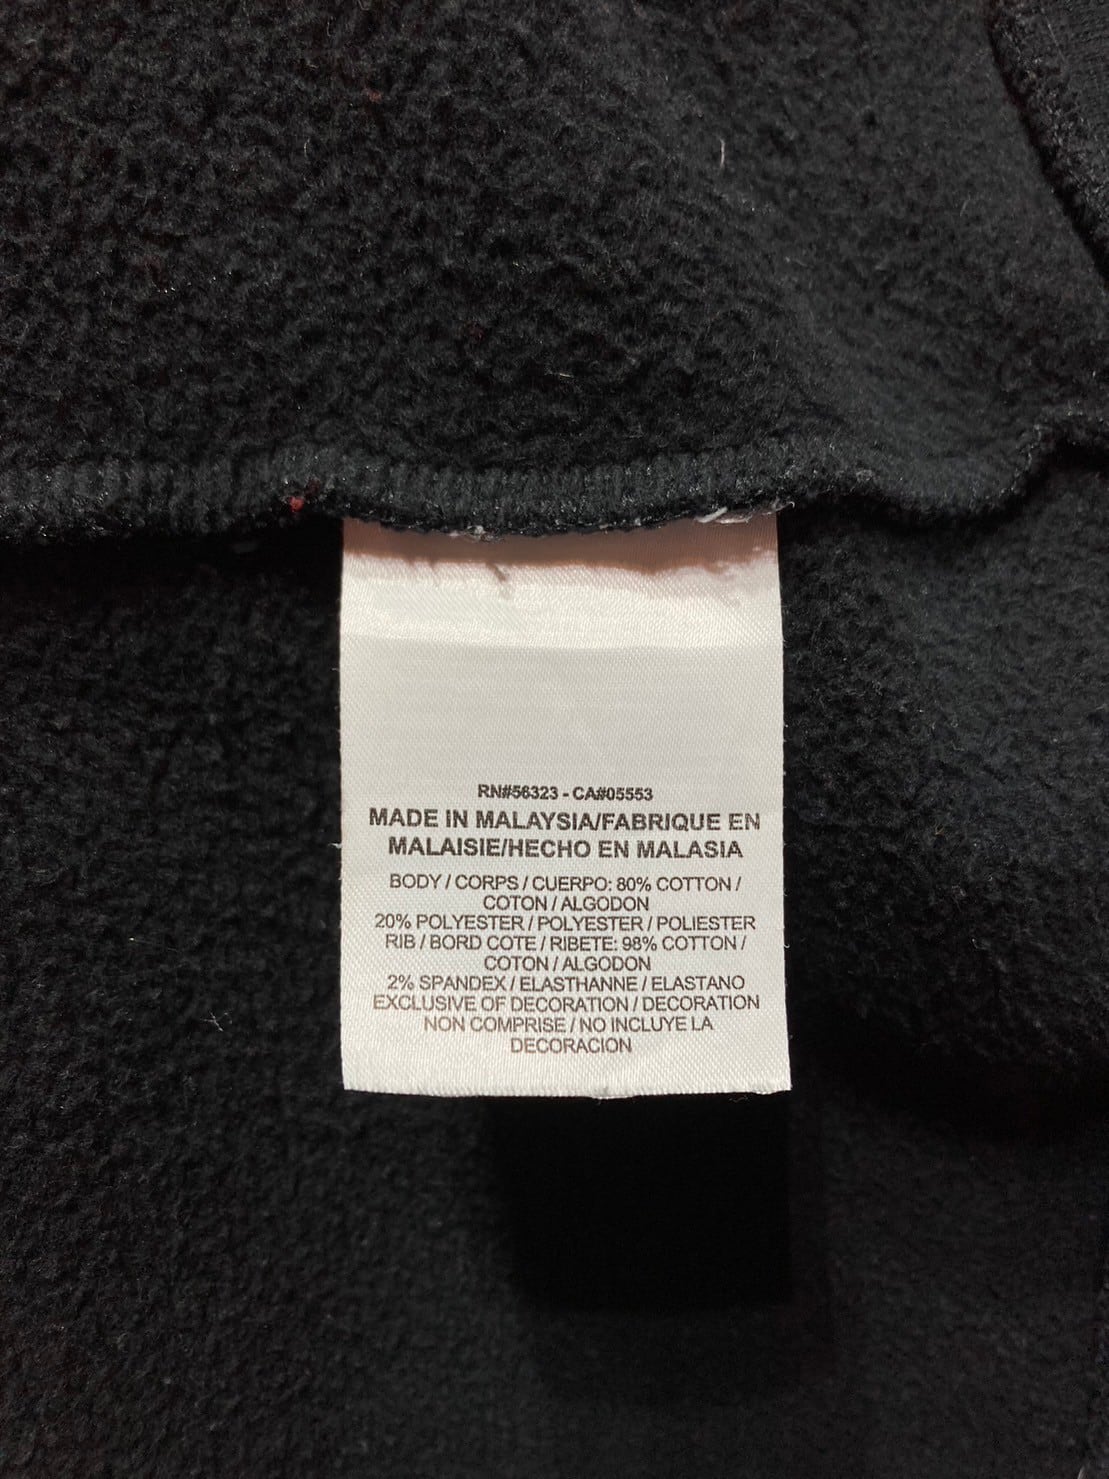 RN#56323 - CA#05553
MADE IN MALAYSIA/FABRIQUE EN
MALAISIE/HECHO EN MALASIA
BODY / CORPS / CUERPO: 80% COTTON /
COTON / ALGODON
20% POLYESTER / POLYESTER / POLIESTER
RIB / BORD COTE / RIBETE: 98% COTTON /
COTON / ALGODON
2% SPANDEX / ELASTHANNE / ELASTANO
EXCLUSIVE OF DECORATION / DECORATION
NON COMPRISE / NO INCLUYE LA
DECORACION